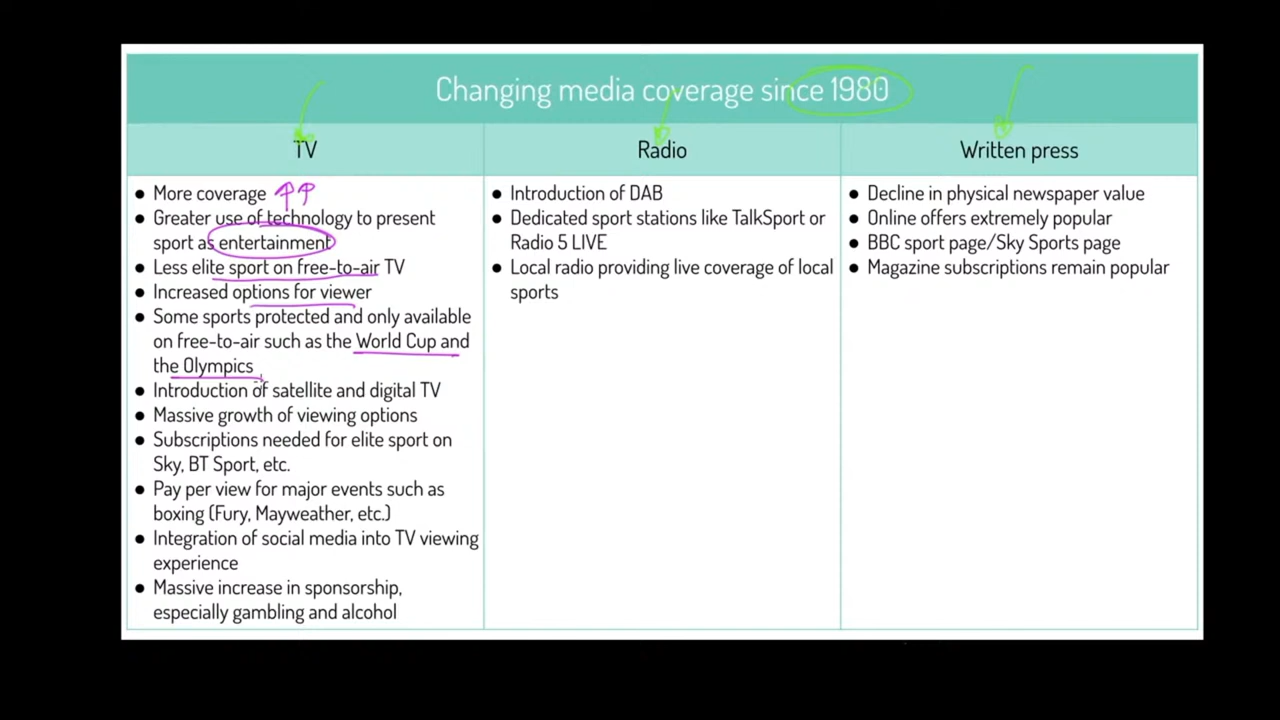 Changing media coverage since 1980
TV
Radio
Written press
● More coverage ↑↑
● Greater use of technology to present
sport as entertainment
● Less elite sport on free-to-air TV
● Increased options for viewer
● Some sports protected and only available
on free-to-air such as the World Cup and
the Olympics
● Introduction of satellite and digital TV
● Massive growth of viewing options
● Subscriptions needed for elite sport on
Sky, BT Sport, etc.
● Pay per view for major events such as
boxing (Fury, Mayweather, etc.)
● Integration of social media into TV viewing
experience
● Massive increase in sponsorship,
especially gambling and alcohol
● Introduction of DAB
● Dedicated sport stations like TalkSport or
Radio 5 LIVE
● Local radio providing live coverage of local
sports
● Decline in physical newspaper value
● Online offers extremely popular
● BBC sport page/Sky Sports page
● Magazine subscriptions remain popular